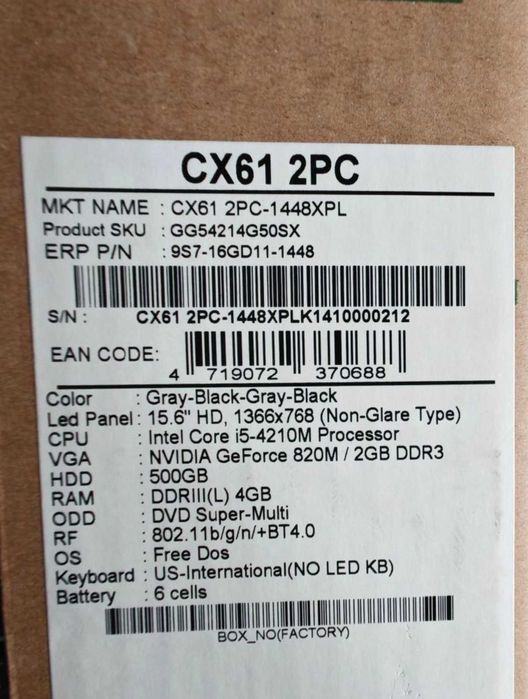 CX61 2PC
MKT NAME : CX61 2PC-1448XPL
Product SKU : GG54214G50SX
ERP P/N : 9S7-16GD11-1448
S/N : CX61 2PC-1448XPLK1410000212
EAN CODE:
4 719072 370688
Color : Gray-Black-Gray-Black
Led Panel : 15.6" HD, 1366x768 (Non-Glare Type)
CPU : Intel Core i5-4210M Processor
VGA : NVIDIA GeForce 820M / 2GB DDR3
HDD : 500GB
RAM : DDRIII(L) 4GB
ODD : DVD Super-Multi
RF : 802.11b/g/n/+BT4.0
OS : Free Dos
Keyboard : US-International(NO LED KB)
Battery : 6 cells
BOX_NO(FACTORY)